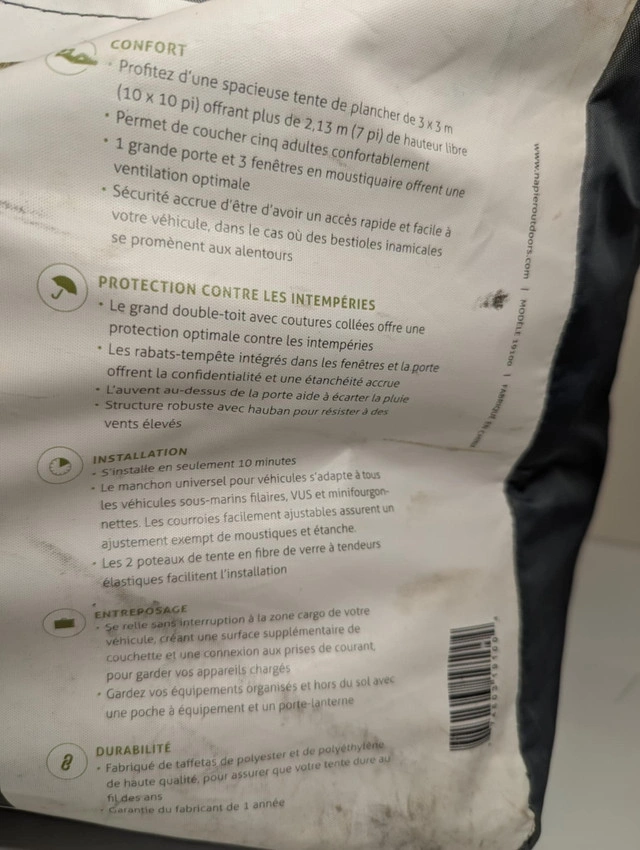 CONFORT
• Profitez d'une spacieuse tente de plancher de 3 x 3 m
(10 x 10 pi) offrant plus de 2,13 m (7 pi) de hauteur libre
• Permet de coucher cinq adultes confortablement
• 1 grande porte et 3 fenêtres en moustiquaire offrent une
ventilation optimale
• Sécurité accrue d'être d'avoir un accès rapide et facile à
votre véhicule, dans le cas où des bestioles inamicales
se promènent aux alentours
PROTECTION CONTRE LES INTEMPÉRIES
• Le grand double-toit avec coutures collées offre une
protection optimale contre les intempéries
• Les rabats-tempête intégrés dans les fenêtres et la porte
offrent la confidentialité et une étanchéité accrue
• L'auvent au-dessus de la porte aide à écarter la pluie
• Structure robuste avec hauban pour résister à des
vents élevés
INSTALLATION
• S'installe en seulement 10 minutes
• Le manchon universel pour véhicules s'adapte à tous
les véhicules sous-marins filaires, VUS et minifourgon-
nettes. Les courroies facilement ajustables assurent un
ajustement exempt de moustiques et étanche.
• Les 2 poteaux de tente en fibre de verre à tendeurs
élastiques facilitent l'installation
ENTREPOSAGE
• Se relie sans interruption à la zone cargo de votre
véhicule, créant une surface supplémentaire de
couchette et une connexion aux prises de courant,
pour garder vos appareils chargés
• Gardez vos équipements organisés et hors du sol avec
une poche à équipement et un porte-lanterne
DURABILITÉ
• Fabriqué de taffetas de polyester et de polyéthylène
de haute qualité, pour assurer que votre tente dure au
fil des ans
• Garantie du fabricant de 1 année
www.napieroutdoors.com | MODÈLE 19100 | FABRIQUÉ EN